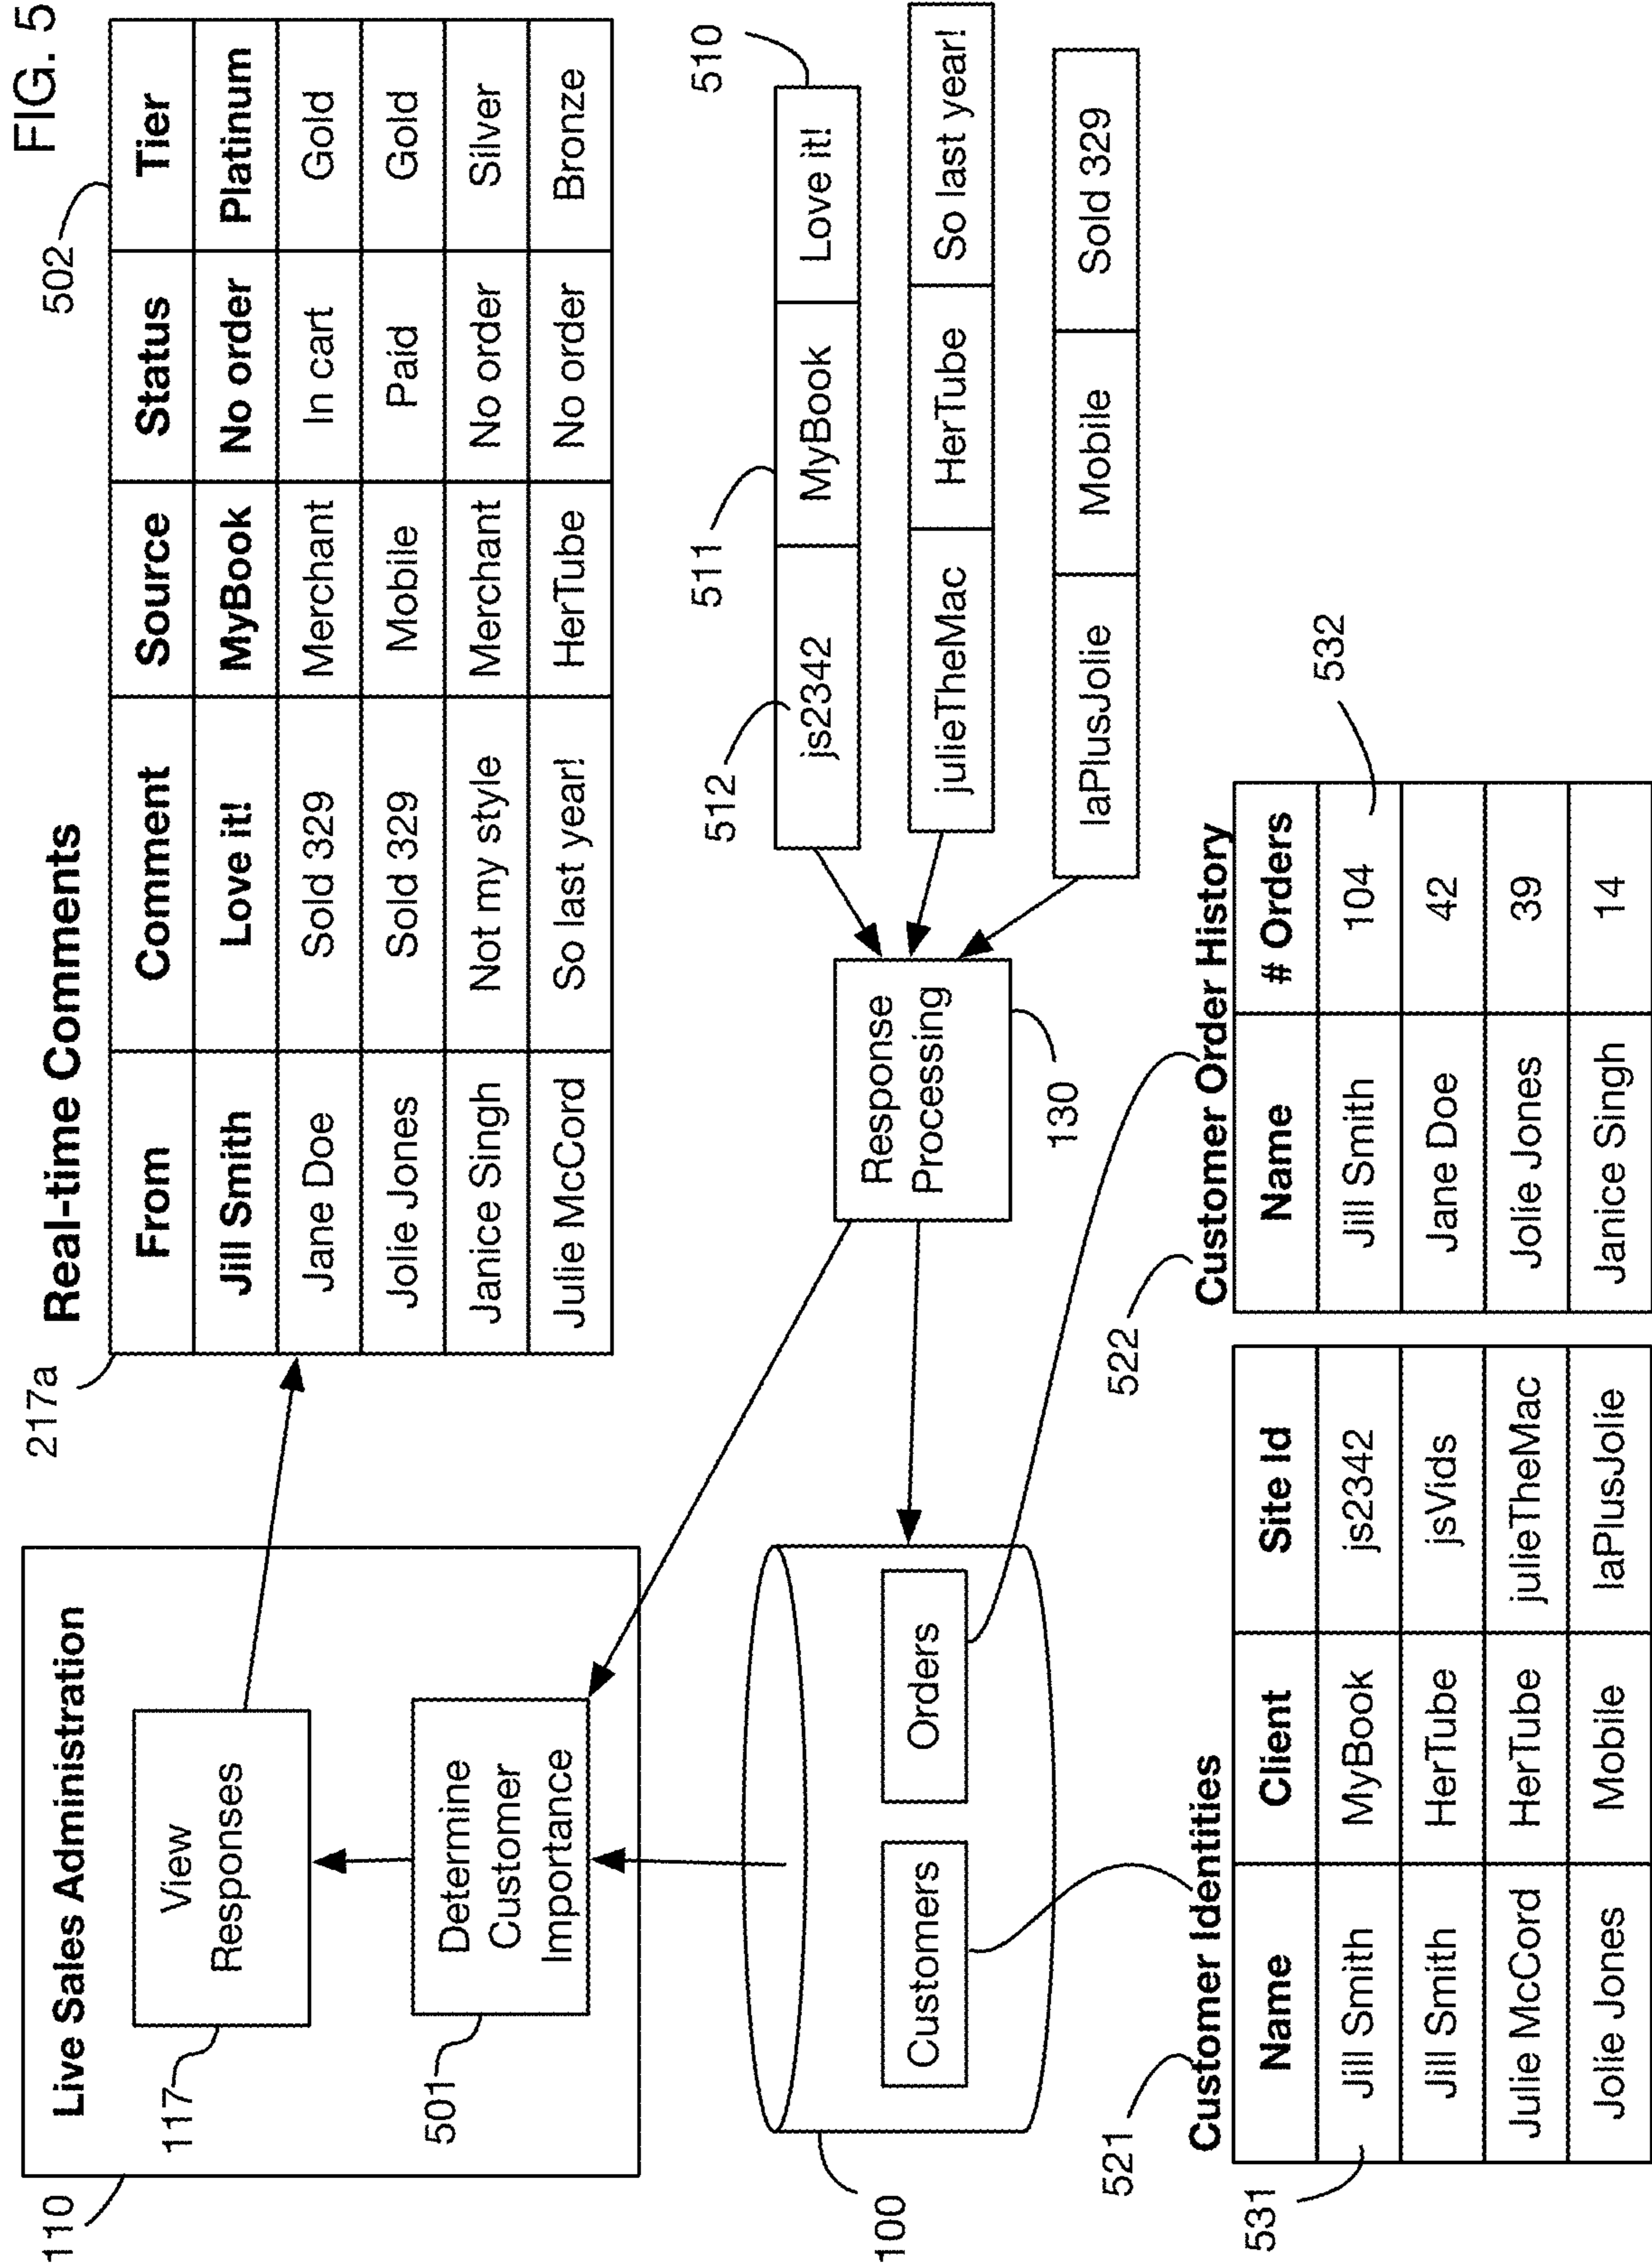 FIG. 5
110
Live Sales Administration
117
View
Responses
501
Determine
Customer
Importance
217a
Real-time Comments
502
From Comment Source Status Tier
Jill Smith Love it! MyBook No order Platinum
Jane Doe Sold 329 Merchant In cart Gold
Jolie Jones Sold 329 Mobile Paid Gold
Janice Singh Not my style Merchant No order Silver
Julie McCord So last year! HerTube No order Bronze
100
Customers
Orders
Response
Processing
130
512
511
510
js2342 MyBook Love it!
julieTheMac HerTube So last year!
laPlusJolie Mobile Sold 329
521
Customer Identities
531
Name Client Site Id
Jill Smith MyBook js2342
Jill Smith HerTube jsVids
Julie McCord HerTube julieTheMac
Jolie Jones Mobile laPlusJolie
522
Customer Order History
532
Name # Orders
Jill Smith 104
Jane Doe 42
Jolie Jones 39
Janice Singh 14